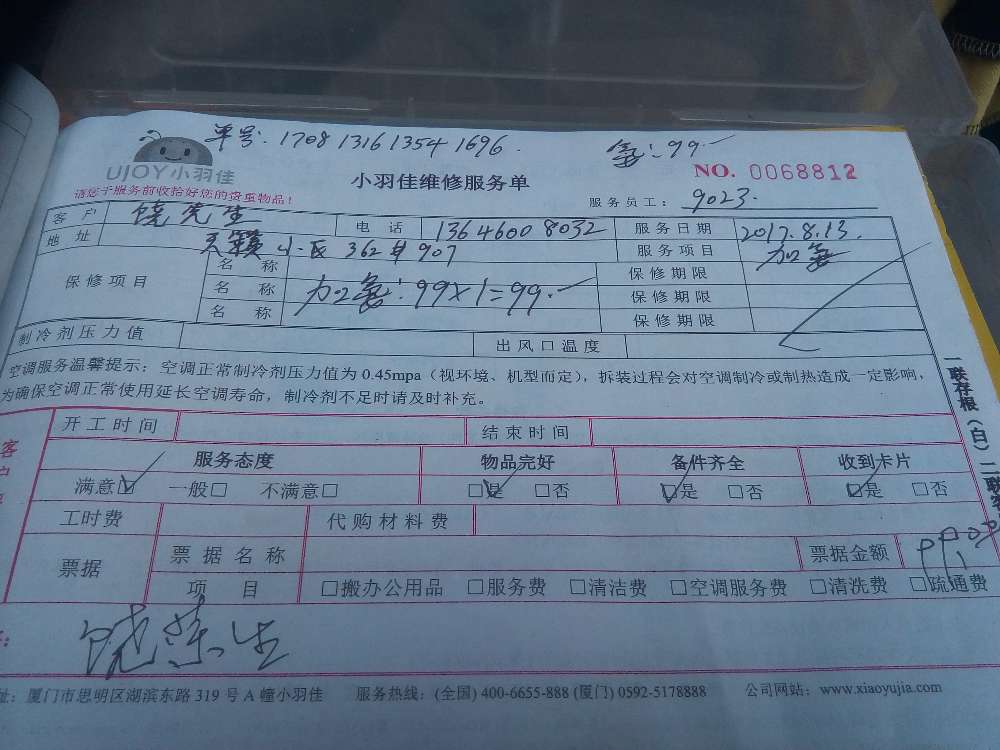 单号: 1708 1316 1354 1696.
氟: 99.-
UJOY小羽佳
NO. 0068812
请您于服务前收拾好您的贵重物品!
小羽佳维修服务单
服务员工: 9023.
客户 饶先生 电话 13646008032 服务日期 2017.8.13.
地址 天籁小区 362# 907 服务项目 加氟
保修项目 名称 保修期限
名称 加氟: 99×1=99.- 保修期限
名称 保修期限
制冷剂压力值 出风口温度
空调服务温馨提示: 空调正常制冷剂压力值为 0.45mpa (视环境、机型而定), 拆装过程会对空调制冷或制热造成一定影响,
为确保空调正常使用延长空调寿命, 制冷剂不足时请及时补充。
一联存根(白) 二联客
开工时间 结束时间
客户
服务态度 物品完好 备件齐全 收到卡片
满意☑ 一般□ 不满意□ ☑是 □否 ☑是 □否 ☑是 □否
工时费 代购材料费
票据 票据名称 票据金额
项目 □搬办公用品 □服务费 □清洁费 □空调服务费 □清洗费 □疏通费
饶荣生
址: 厦门市思明区湖滨东路 319 号 A 幢小羽佳 服务热线: (全国) 400-6655-888 (厦门) 0592-5178888 公司网站: www.xiaoyujia.com